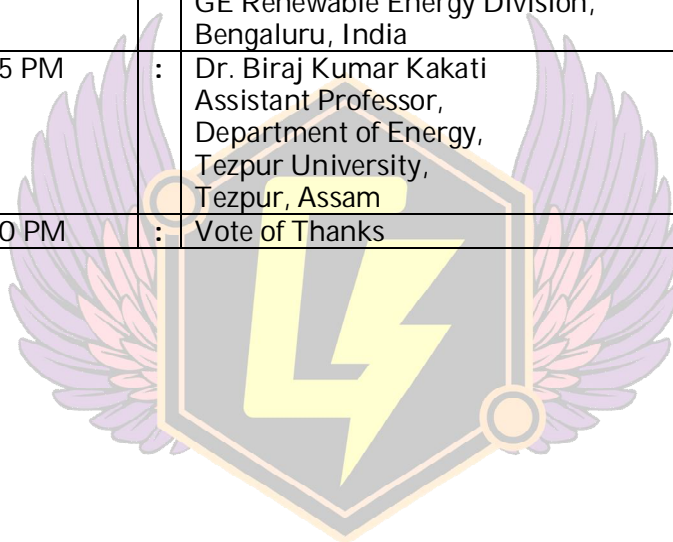 GE Renewable Energy Division,
Bengaluru, India
5 PM : Dr. Biraj Kumar Kakati
Assistant Professor,
Department of Energy,
Tezpur University,
Tezpur, Assam
0 PM : Vote of Thanks